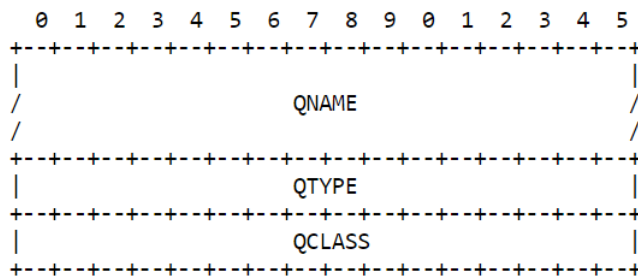 0  1  2  3  4  5  6  7  8  9  0  1  2  3  4  5
+--+--+--+--+--+--+--+--+--+--+--+--+--+--+--+--+
|                                               |
/                     QNAME                     /
/                                               /
+--+--+--+--+--+--+--+--+--+--+--+--+--+--+--+--+
|                     QTYPE                     |
+--+--+--+--+--+--+--+--+--+--+--+--+--+--+--+--+
|                     QCLASS                    |
+--+--+--+--+--+--+--+--+--+--+--+--+--+--+--+--+